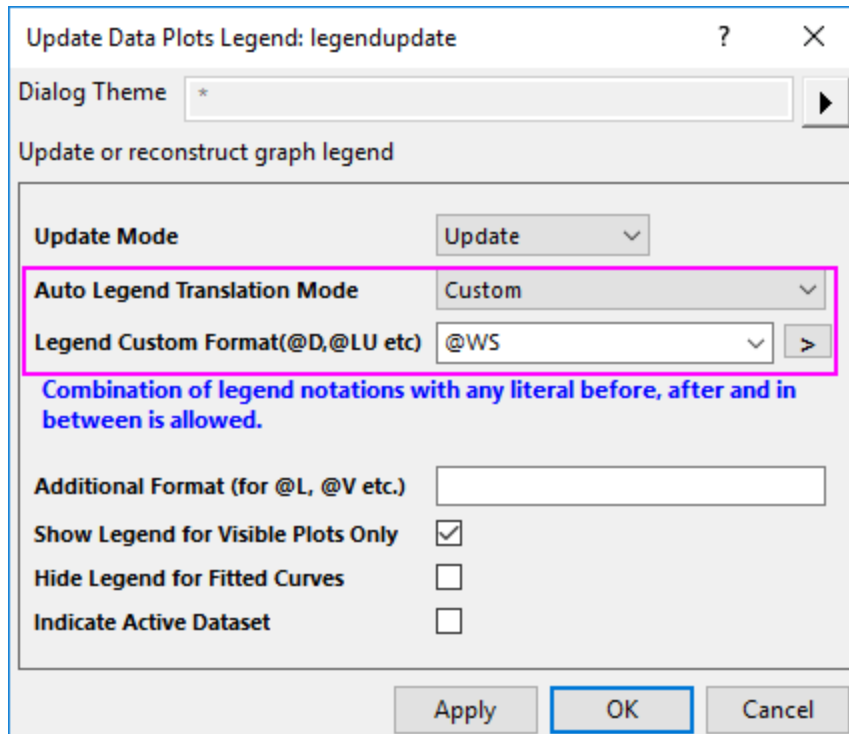 Update Data Plots Legend: legendupdate ? X
Dialog Theme *
Update or reconstruct graph legend
Update Mode Update
Auto Legend Translation Mode Custom
Legend Custom Format(@D,@LU etc) @WS >
Combination of legend notations with any literal before, after and in
between is allowed.
Additional Format (for @L, @V etc.)
Show Legend for Visible Plots Only
Hide Legend for Fitted Curves
Indicate Active Dataset
Apply OK Cancel